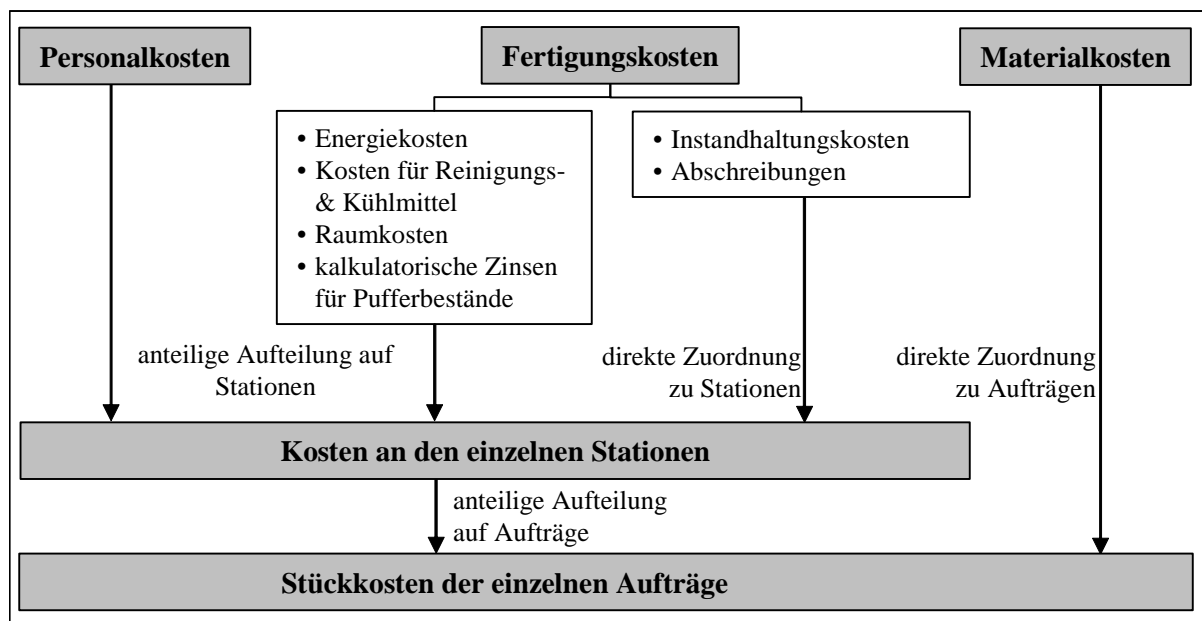 Personalkosten
Fertigungskosten
Materialkosten
• Energiekosten
• Kosten für Reinigungs-
& Kühlmittel
• Raumkosten
• kalkulatorische Zinsen
für Pufferbestände
• Instandhaltungskosten
• Abschreibungen
anteilige Aufteilung auf
Stationen
direkte Zuordnung
zu Stationen
direkte Zuordnung
zu Aufträgen
Kosten an den einzelnen Stationen
anteilige Aufteilung
auf Aufträge
Stückkosten der einzelnen Aufträge